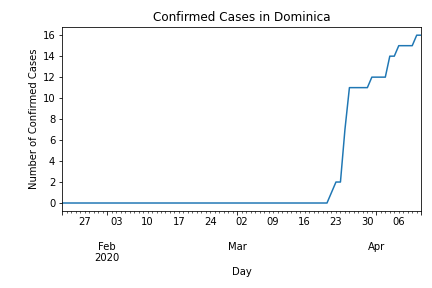 Confirmed Cases in Dominica
16
14
12
10
8
6
4
2
0
Number of Confirmed Cases
27 03 10 17 24 02 09 16 23 30 06
Feb Mar Apr
2020
Day